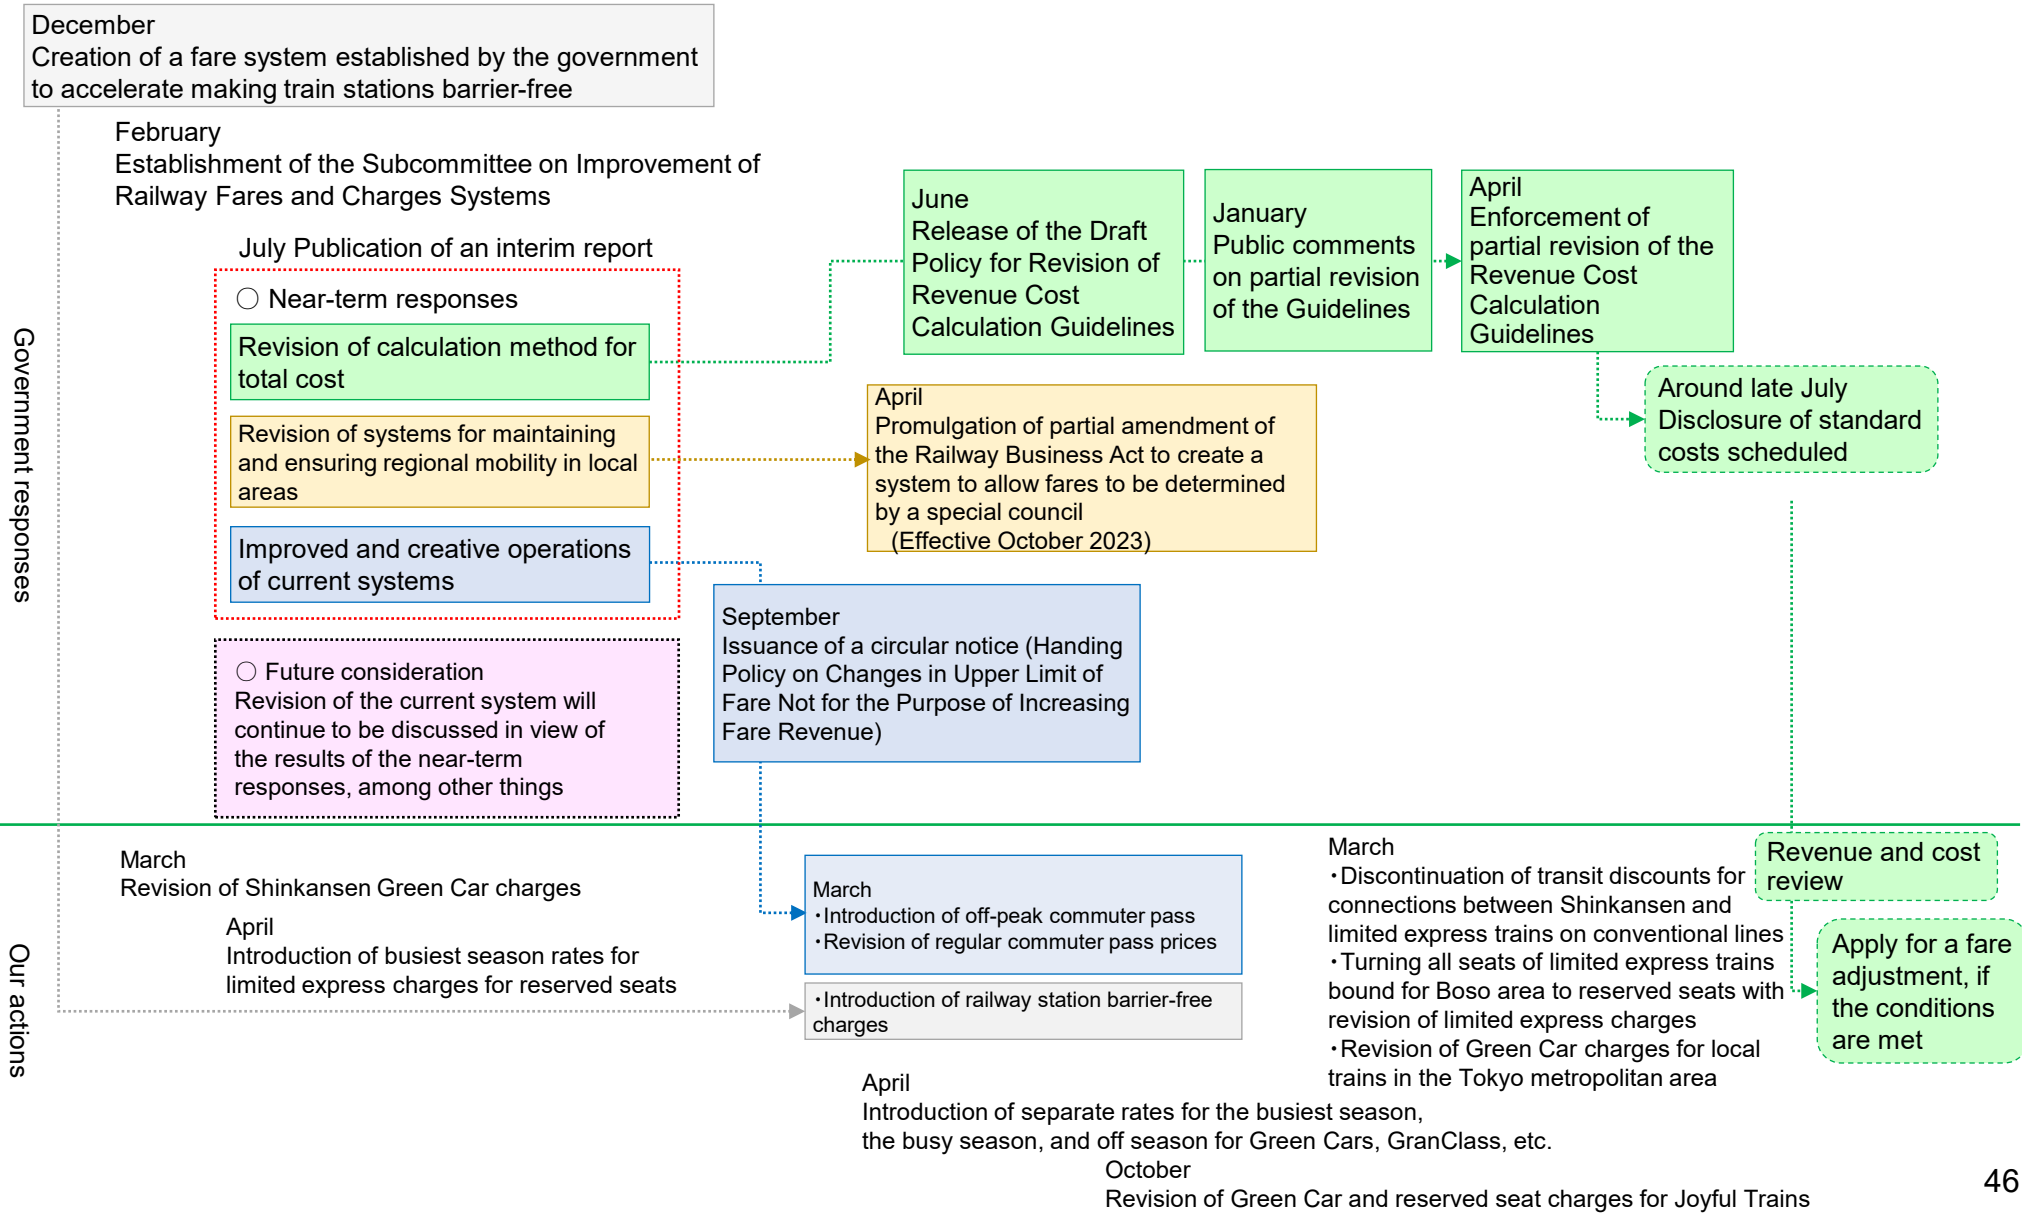 December
Creation of a fare system established by the government
to accelerate making train stations barrier-free
February
Establishment of the Subcommittee on Improvement of
Railway Fares and Charges Systems
July Publication of an interim report
○ Near-term responses
Revision of calculation method for
total cost
Revision of systems for maintaining
and ensuring regional mobility in local
areas
Improved and creative operations
of current systems
○ Future consideration
Revision of the current system will
continue to be discussed in view of
the results of the near-term
responses, among other things
June
Release of the Draft
Policy for Revision of
Revenue Cost
Calculation Guidelines
January
Public comments
on partial revision
of the Guidelines
April
Enforcement of
partial revision of the
Revenue Cost
Calculation
Guidelines
Around late July
Disclosure of standard
costs scheduled
April
Promulgation of partial amendment of
the Railway Business Act to create a
system to allow fares to be determined
by a special council
(Effective October 2023)
September
Issuance of a circular notice (Handing
Policy on Changes in Upper Limit of
Fare Not for the Purpose of Increasing
Fare Revenue)
Government responses
Our actions
March
Revision of Shinkansen Green Car charges
April
Introduction of busiest season rates for
limited express charges for reserved seats
March
・Introduction of off-peak commuter pass
・Revision of regular commuter pass prices
・Introduction of railway station barrier-free
charges
March
・Discontinuation of transit discounts for
connections between Shinkansen and
limited express trains on conventional lines
・Turning all seats of limited express trains
bound for Boso area to reserved seats with
revision of limited express charges
・Revision of Green Car charges for local
trains in the Tokyo metropolitan area
Revenue and cost
review
Apply for a fare
adjustment, if
the conditions
are met
April
Introduction of separate rates for the busiest season,
the busy season, and off season for Green Cars, GranClass, etc.
October
Revision of Green Car and reserved seat charges for Joyful Trains
46